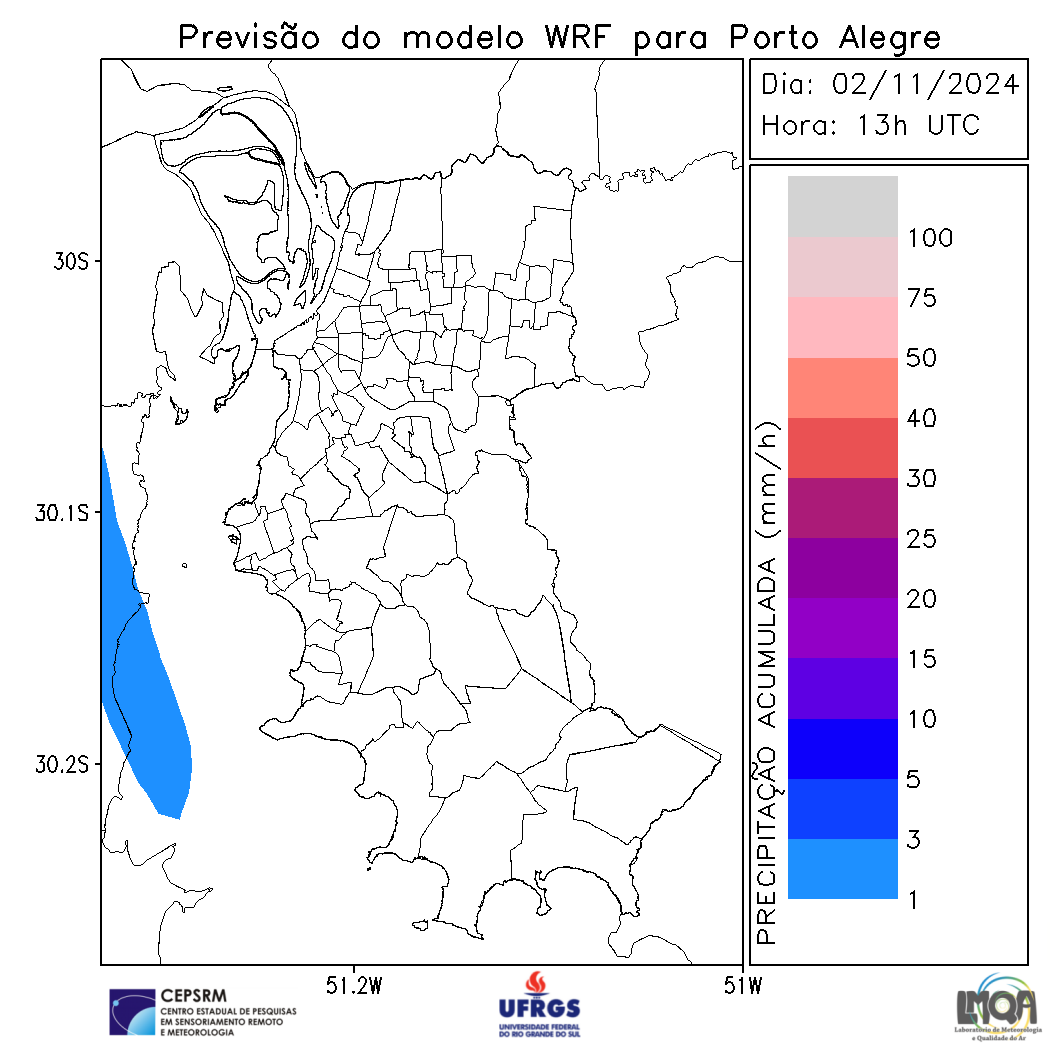 Previsão do modelo WRF para Porto Alegre
Dia: 02/11/2024
Hora: 13h UTC
100
75
50
40
30
25
20
15
10
5
3
1
PRECIPITAÇÃO ACUMULADA (mm/h)
30S
30.1S
30.2S
51.2W
51W
CEPSRM
CENTRO ESTADUAL DE PESQUISAS
EM SENSORIAMENTO REMOTO
E METEOROLOGIA
UFRGS
UNIVERSIDADE FEDERAL
DO RIO GRANDE DO SUL
LMQA
Laboratório de Meteorologia
e Qualidade do Ar